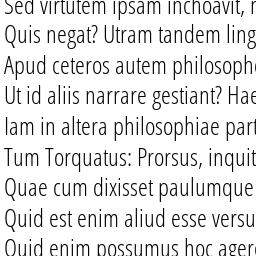 Sed virtutem ipsam inchoavit, n
Quis negat? Utram tandem ling
Apud ceteros autem philosopho
Ut id aliis narrare gestiant? Hae
Iam in altera philosophiae part
Tum Torquatus: Prorsus, inquit
Quae cum dixisset paulumque
Quid est enim aliud esse versu
Quid enim possumus hoc agere